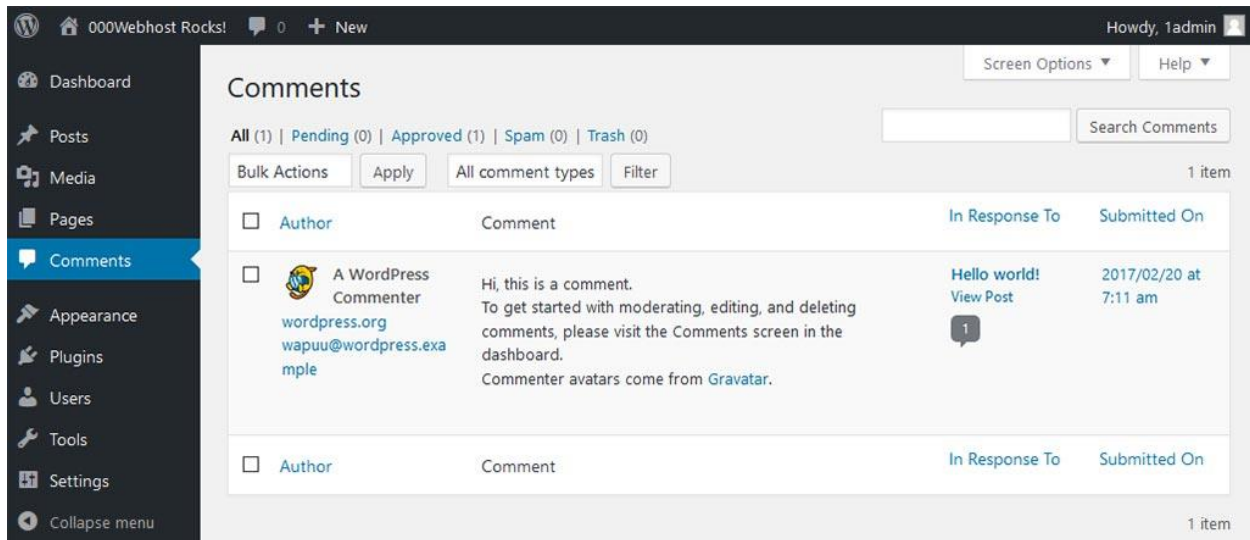 000Webhost Rocks! 0 + New Howdy, 1admin
Screen Options ▼ Help ▼
Dashboard
Posts
Media
Pages
Comments
Appearance
Plugins
Users
Tools
Settings
Collapse menu
Comments
All (1) | Pending (0) | Approved (1) | Spam (0) | Trash (0)
Search Comments
Bulk Actions Apply All comment types Filter 1 item
Author Comment In Response To Submitted On
A WordPress
Commenter
wordpress.org
wapuu@wordpress.exa
mple
Hi, this is a comment.
To get started with moderating, editing, and deleting
comments, please visit the Comments screen in the
dashboard.
Commenter avatars come from Gravatar.
Hello world!
View Post
1
2017/02/20 at
7:11 am
Author Comment In Response To Submitted On
1 item